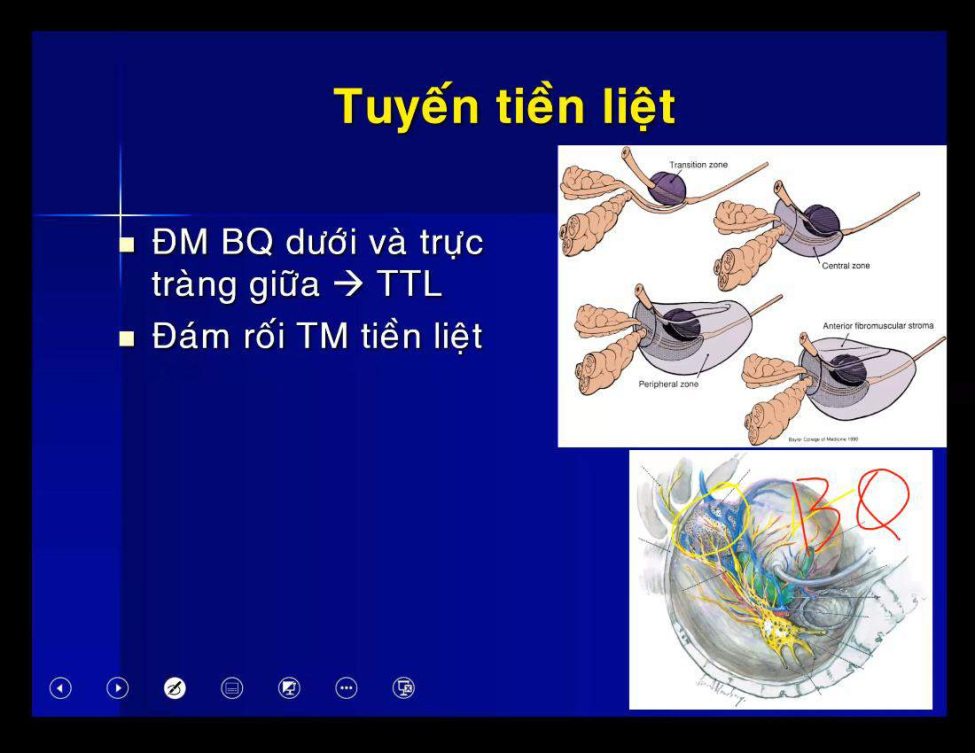 Tuyến tiền liệt
ĐM BQ dưới và trực
tràng giữa → TTL
Đám rối TM tiền liệt
Transition zone
Central zone
Anterior fibromuscular stroma
Peripheral zone
Baylor College of Medicine 1990
BQ